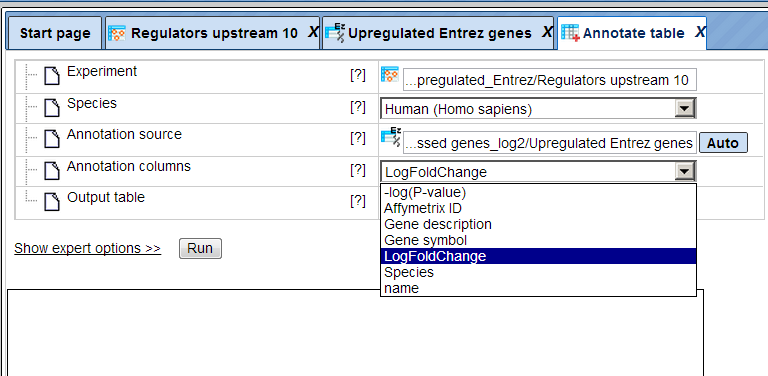 Start page Regulators upstream 10 X Ez Upregulated Entrez genes X Annotate table X
Experiment [?] ...pregulated_Entrez/Regulators upstream 10
Species [?] Human (Homo sapiens)
Annotation source [?] Ez ...ssed genes_log2/Upregulated Entrez genes Auto
Annotation columns [?] LogFoldChange
-log(P-value)
Affymetrix ID
Output table [?]
Gene description
Gene symbol
Show expert options >> Run
LogFoldChange
Species
name